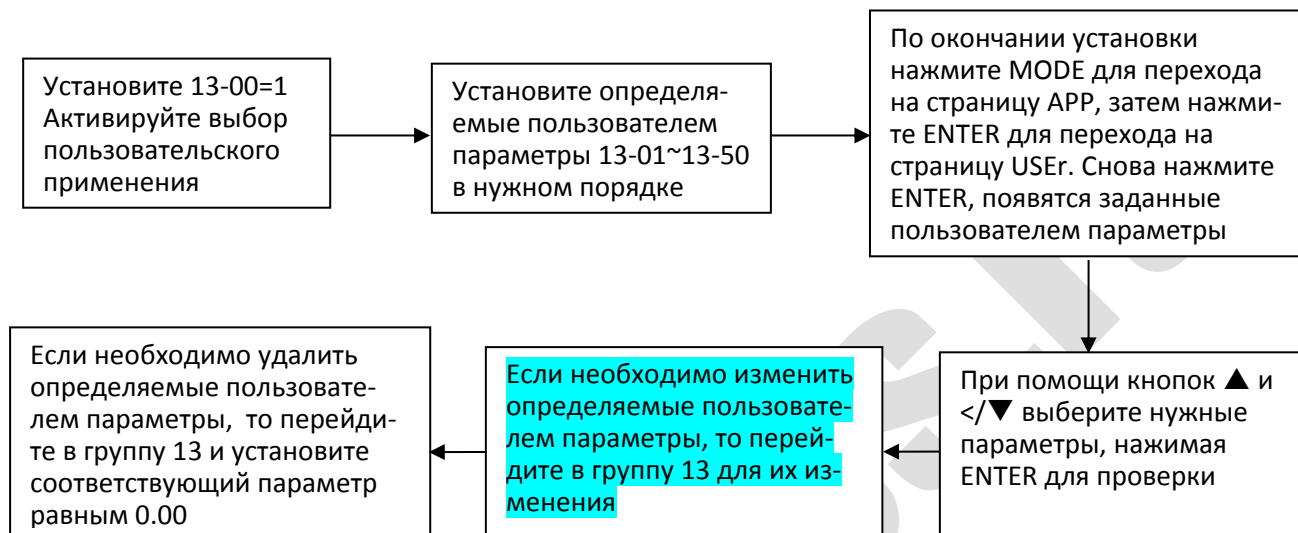 Установите 13-00=1
Активируйте выбор
пользовательского
применения
Установите определя-
емые пользователем
параметры 13-01~13-50
в нужном порядке
По окончании установки
нажмите MODE для перехода
на страницу APP, затем нажми-
те ENTER для перехода на
страницу USEr. Снова нажмите
ENTER, появятся заданные
пользователем параметры
При помощи кнопок ▲ и
</▼ выберите нужные
параметры, нажимая
ENTER для проверки
Если необходимо изменить
определяемые пользовате-
лем параметры, то перей-
дите в группу 13 для их из-
менения
Если необходимо удалить
определяемые пользовате-
лем параметры, то перейди-
те в группу 13 и установите
соответствующий параметр
равным 0.00